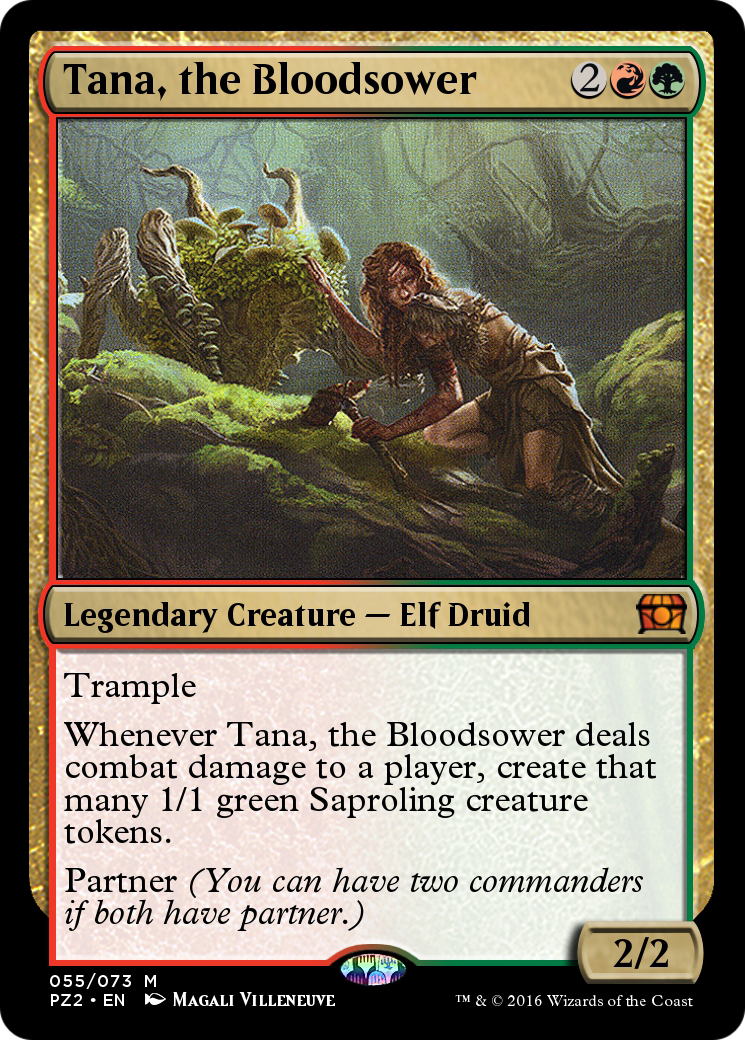 Tana, the Bloodsower 2
Legendary Creature — Elf Druid
Trample
Whenever Tana, the Bloodsower deals
combat damage to a player, create that
many 1/1 green Saproling creature
tokens.
Partner (You can have two commanders
if both have partner.)
2/2
055/073 M
PZ2 • EN Magali Villeneuve
™ & © 2016 Wizards of the Coast